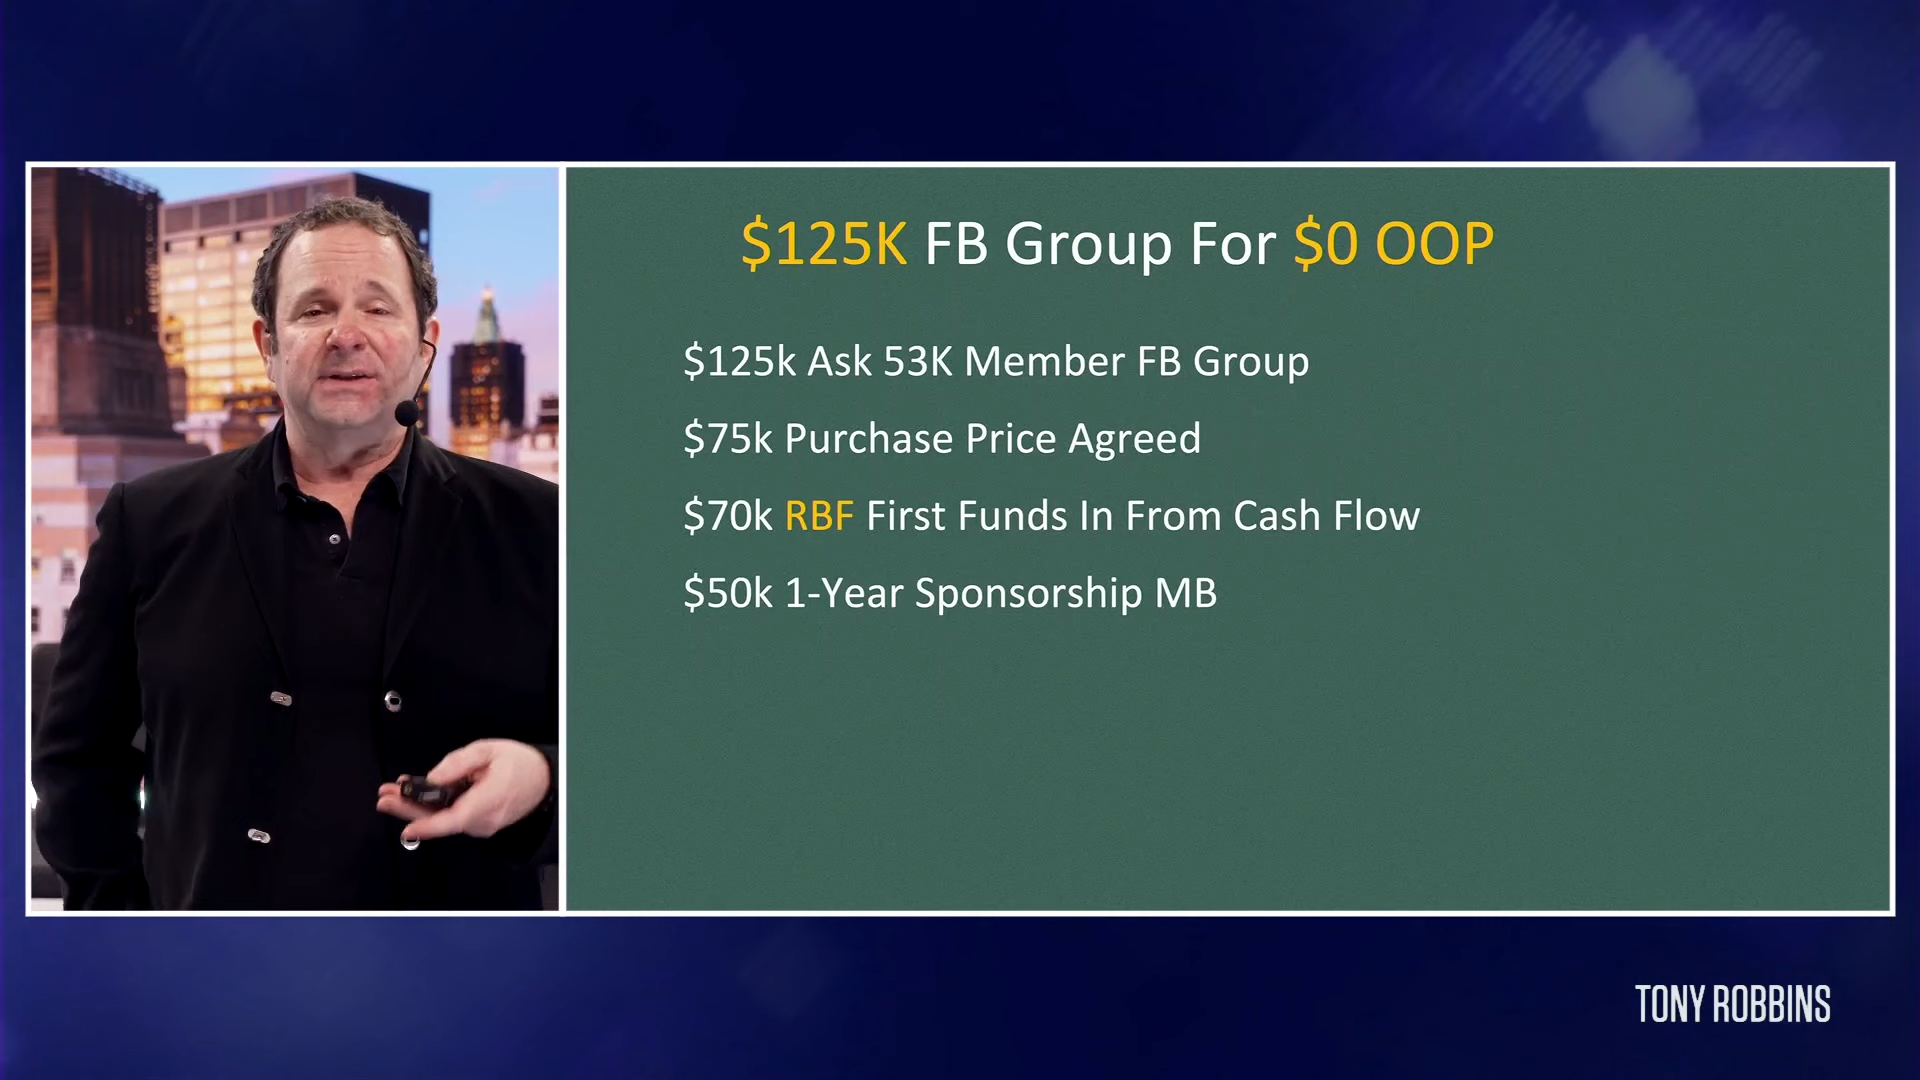 $125K FB Group For $0 OOP
$125k Ask 53K Member FB Group
$75k Purchase Price Agreed
$70k RBF First Funds In From Cash Flow
$50k 1-Year Sponsorship MB
TONY ROBBINS